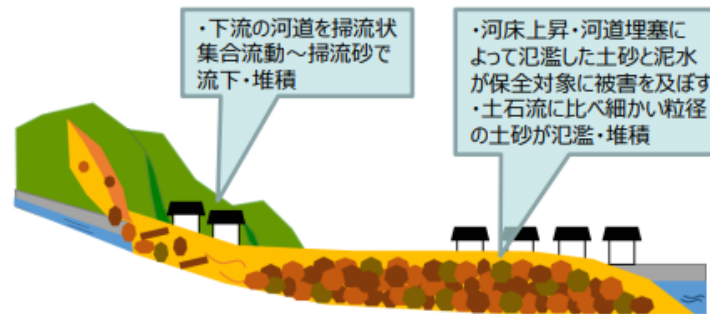 ・下流の河道を掃流状
集合流動～掃流砂で
流下・堆積
・河床上昇・河道埋塞に
よって氾濫した土砂と泥水
が保全対象に被害を及ぼす
・土石流に比べ細かい粒径
の土砂が氾濫・堆積